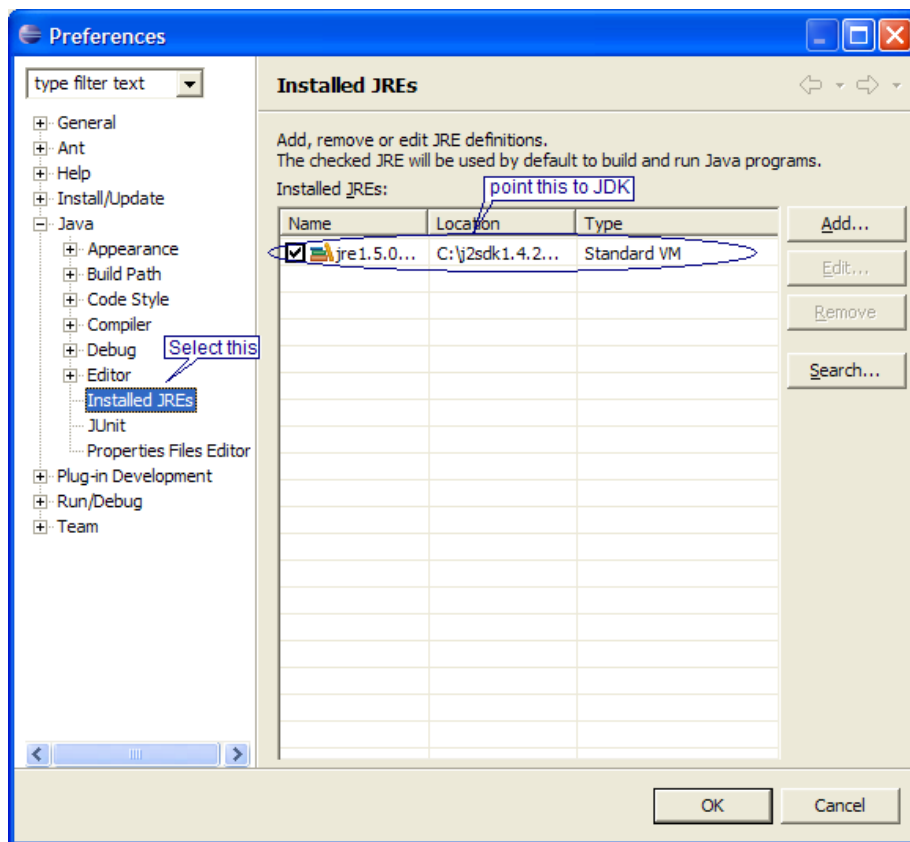 Preferences
type filter text
General
Ant
Help
Install/Update
Java
Appearance
Build Path
Code Style
Compiler
Debug
Select this
Editor
Installed JREs
JUnit
Properties Files Editor
Plug-in Development
Run/Debug
Team
Installed JREs
Add, remove or edit JRE definitions.
The checked JRE will be used by default to build and run Java programs.
Installed JREs:
point this to JDK
Name Location Type
jre1.5.0... C:\j2sdk1.4.2... Standard VM
Add...
Edit...
Remove
Search...
OK Cancel